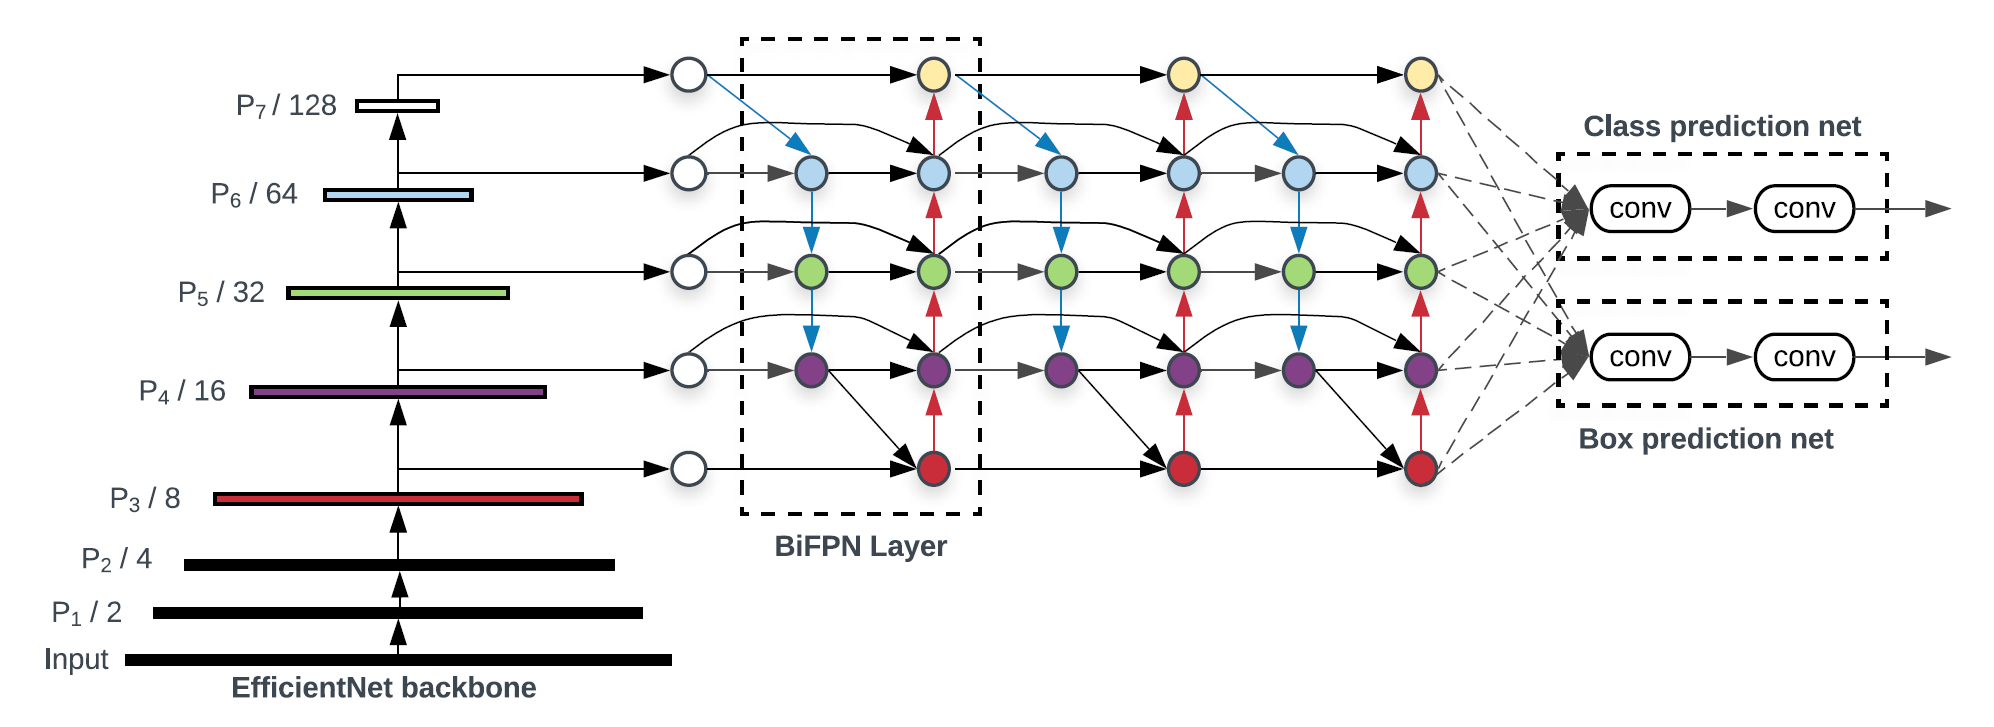 P7 / 128
P6 / 64
P5 / 32
P4 / 16
P3 / 8
P2 / 4
P1 / 2
Input
EfficientNet backbone
BiFPN Layer
Class prediction net
conv conv
conv conv
Box prediction net